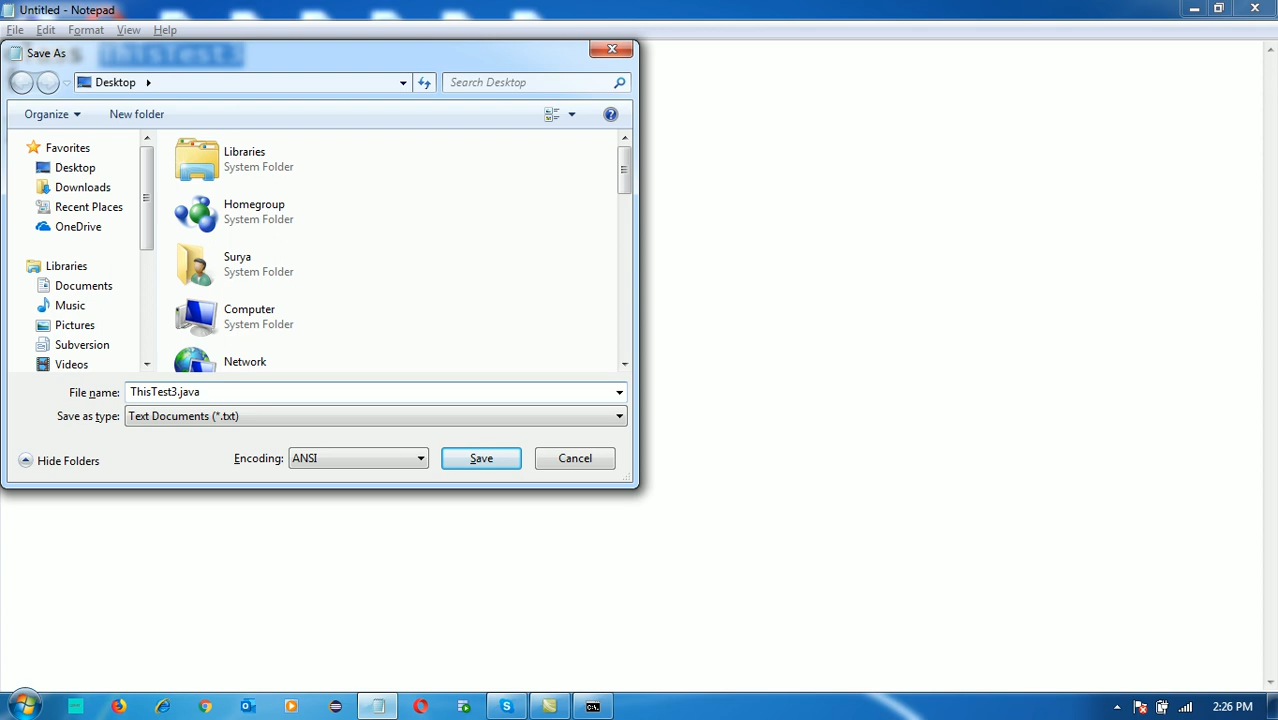 Untitled - Notepad
File Edit Format View Help
ThisTest3
Save As
Desktop
Search Desktop
Organize New folder
Favorites
Desktop
Downloads
Recent Places
OneDrive
Libraries
Documents
Music
Pictures
Subversion
Videos
Libraries
System Folder
Homegroup
System Folder
Surya
System Folder
Computer
System Folder
Network
File name: ThisTest3.java
Save as type: Text Documents (*.txt)
Hide Folders
Encoding: ANSI Save Cancel
2:26 PM